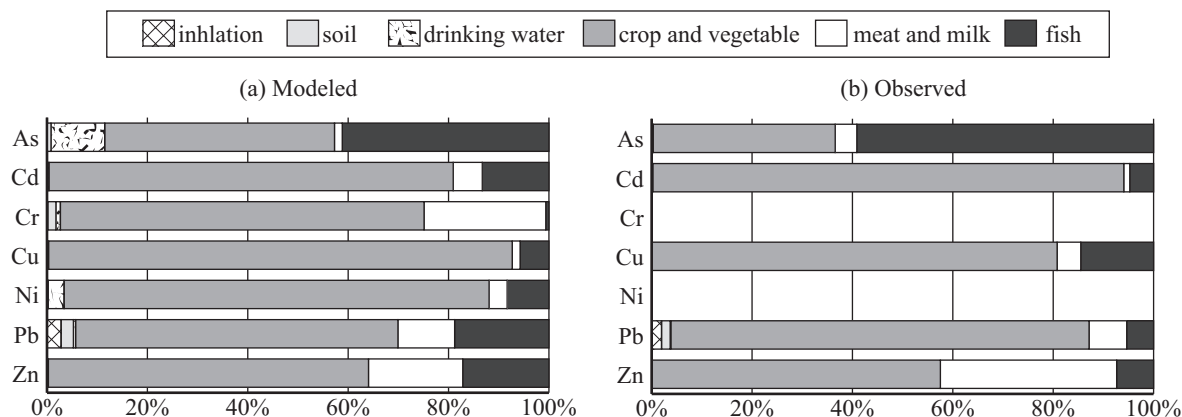 inhlation soil drinking water crop and vegetable meat and milk fish
(a) Modeled (b) Observed
As As
Cd Cd
Cr Cr
Cu Cu
Ni Ni
Pb Pb
Zn Zn
0% 20% 40% 60% 80% 100% 0% 20% 40% 60% 80% 100%